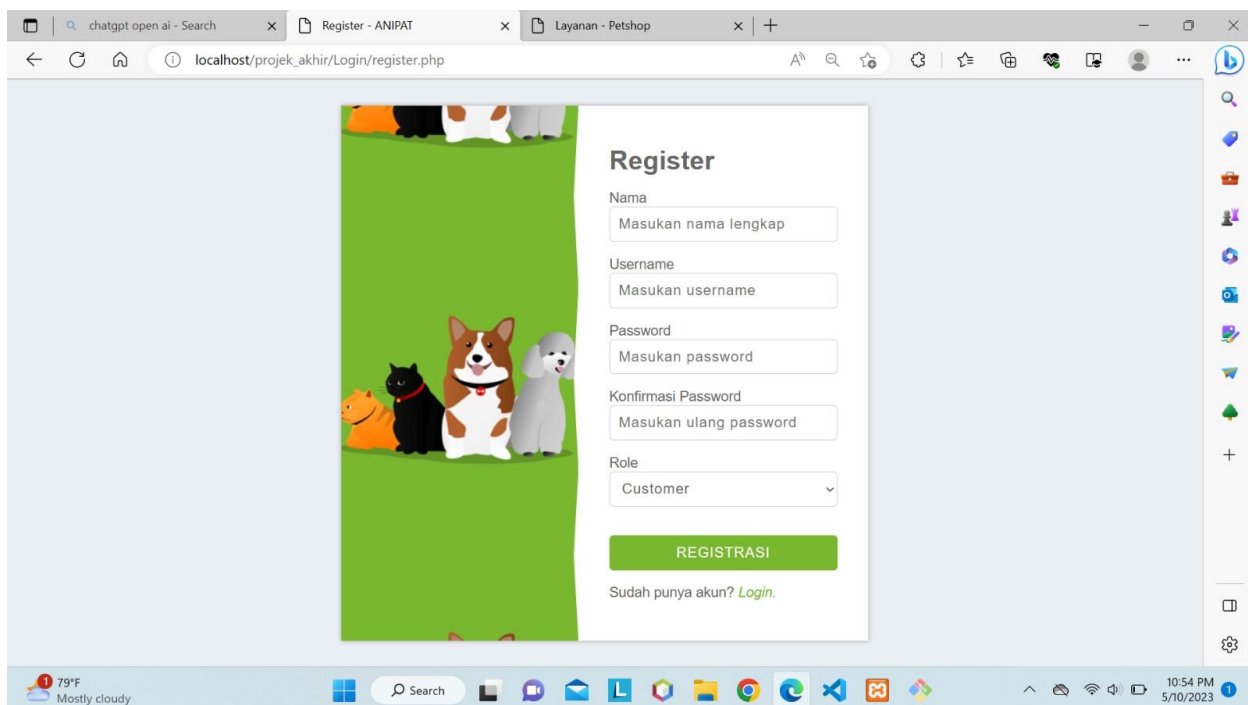 chatgpt open ai - Search
Register - ANIPAT
Layanan - Petshop
localhost/projek_akhir/Login/register.php
Register
Nama
Masukan nama lengkap
Username
Masukan username
Password
Masukan password
Konfirmasi Password
Masukan ulang password
Role
Customer
REGISTRASI
Sudah punya akun? Login.
1
79°F
Mostly cloudy
Search
10:54 PM
5/10/2023
1